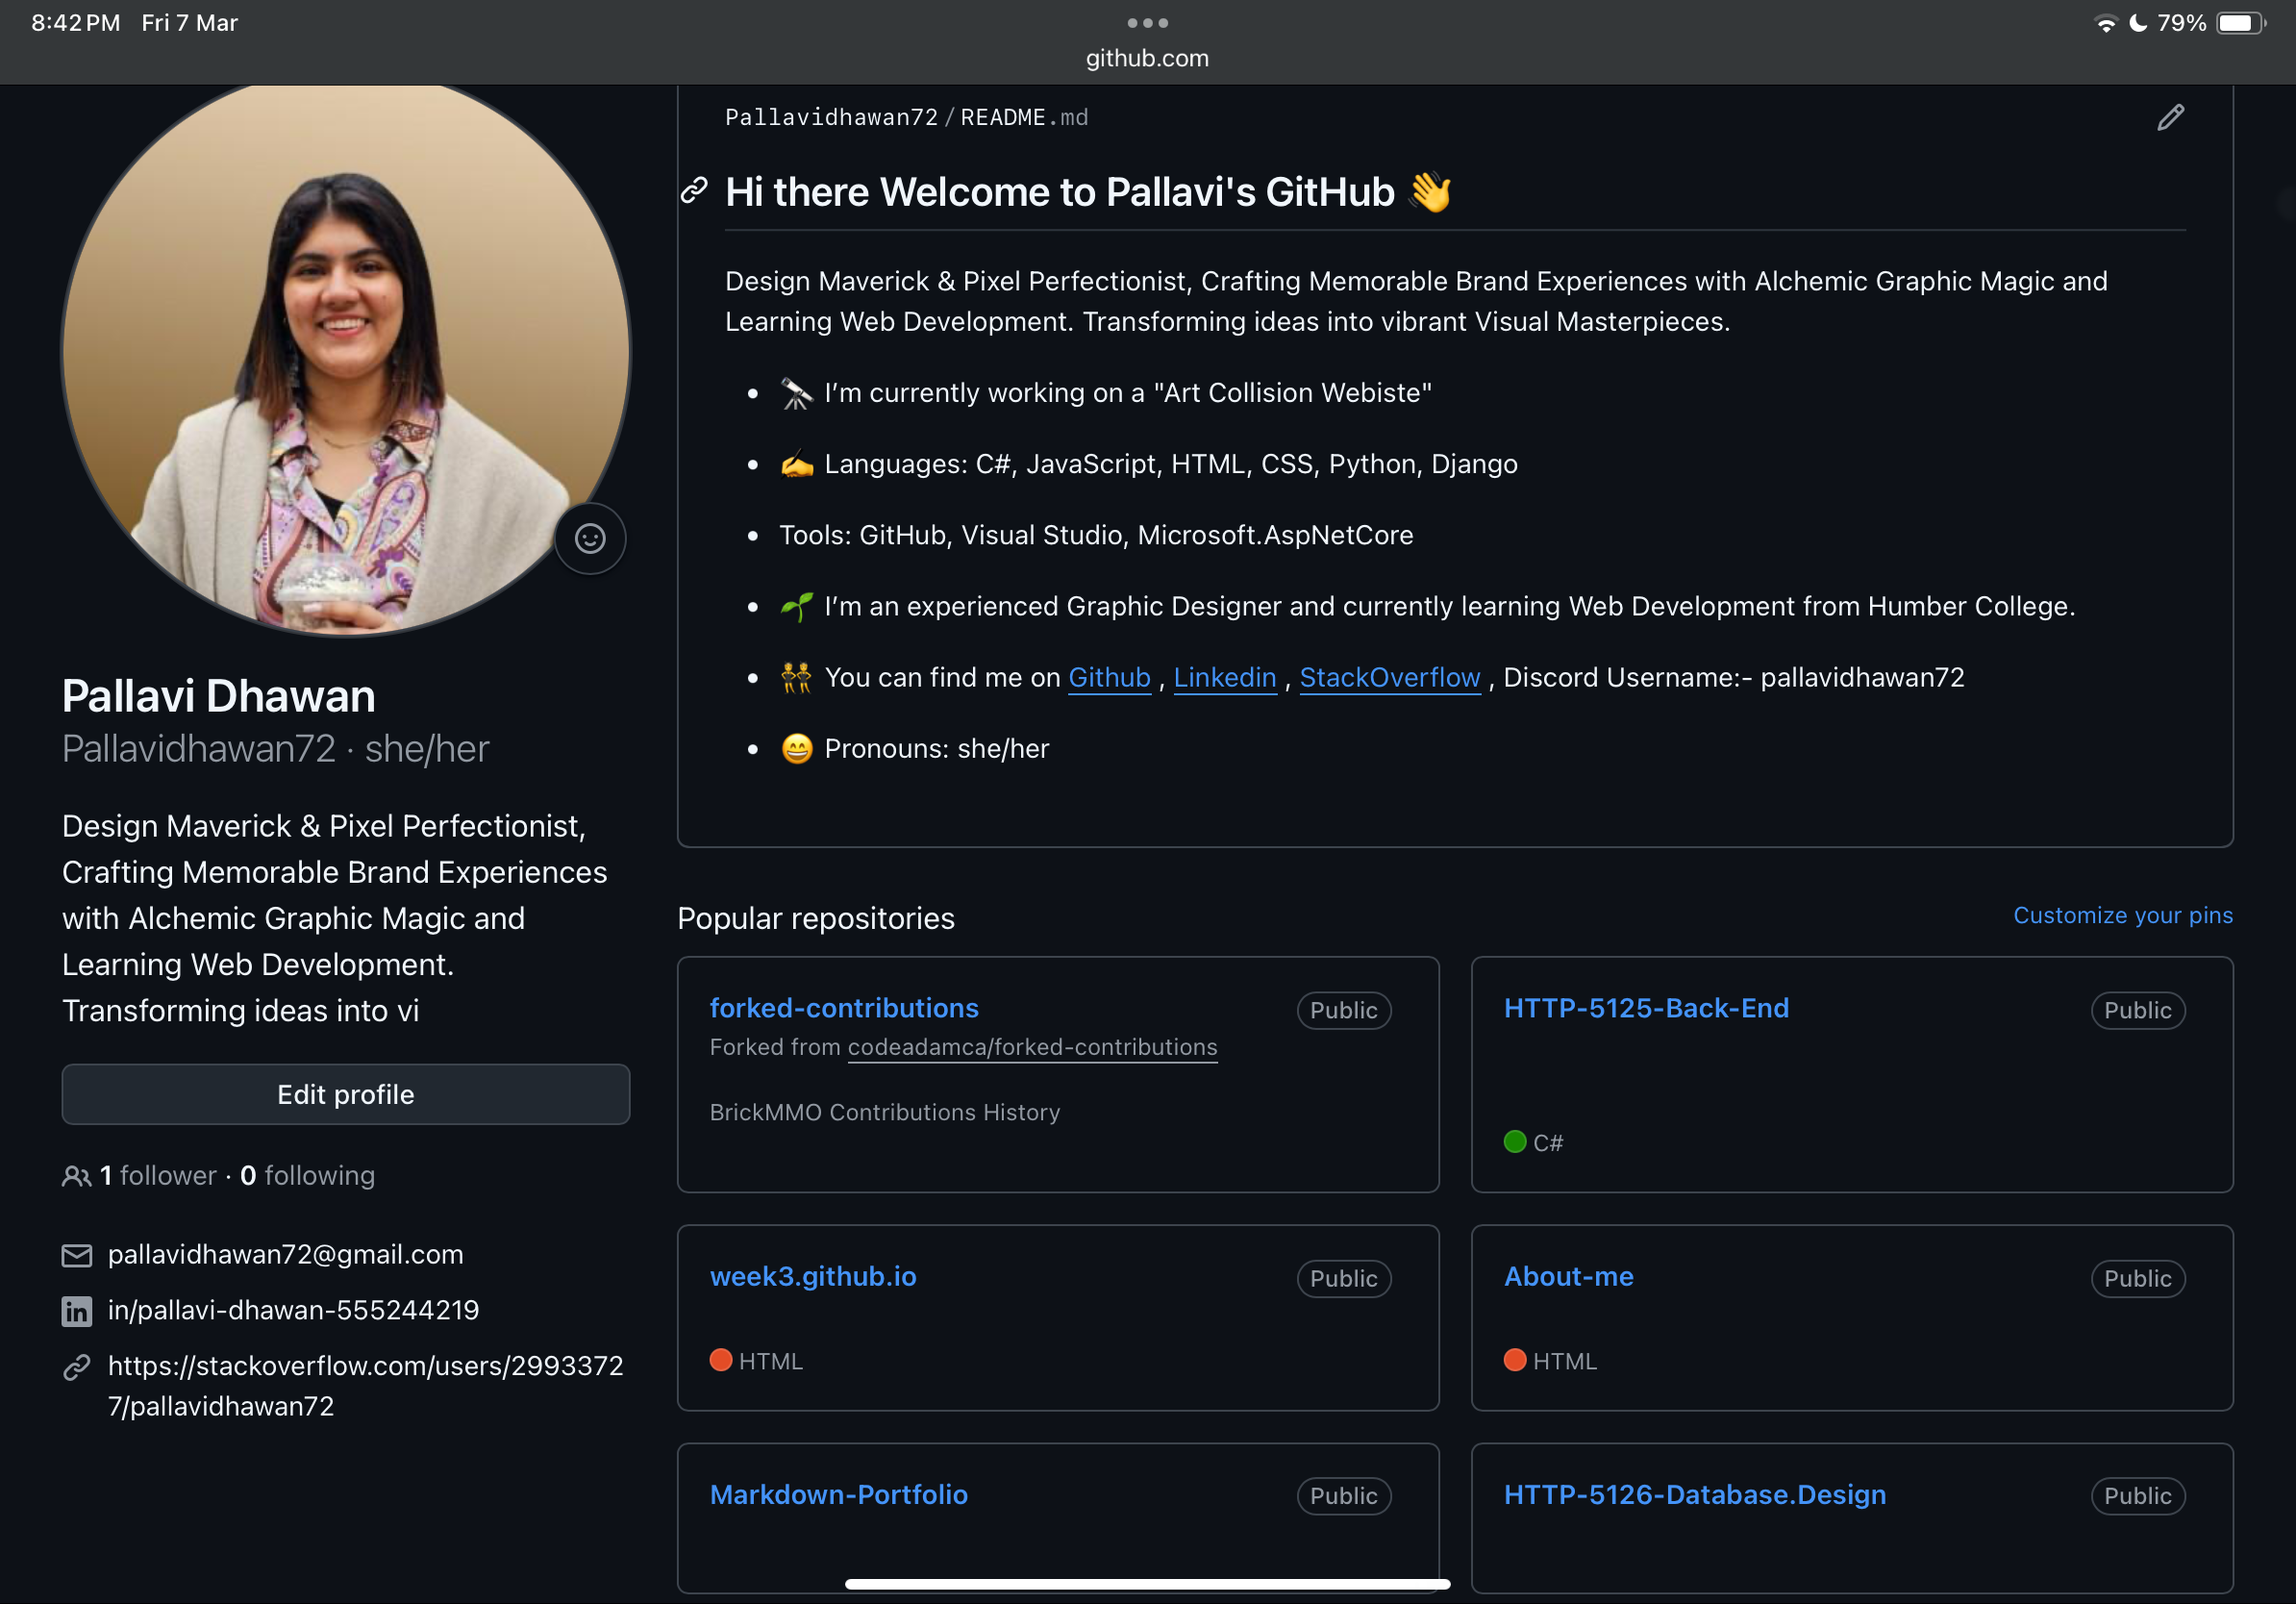 8:42 PM Fri 7 Mar
79%
github.com
Pallavidhawan72/README.md
Hi there Welcome to Pallavi's GitHub 👋
Design Maverick & Pixel Perfectionist, Crafting Memorable Brand Experiences with Alchemic Graphic Magic and
Learning Web Development. Transforming ideas into vibrant Visual Masterpieces.
• 🔭 I’m currently working on a "Art Collision Webiste"
• ✍️ Languages: C#, JavaScript, HTML, CSS, Python, Django
• Tools: GitHub, Visual Studio, Microsoft.AspNetCore
• 🌱 I’m an experienced Graphic Designer and currently learning Web Development from Humber College.
• 👯 You can find me on Github , Linkedin , StackOverflow , Discord Username:- pallavidhawan72
• 😄 Pronouns: she/her
Pallavi Dhawan
Pallavidhawan72 · she/her
Design Maverick & Pixel Perfectionist,
Crafting Memorable Brand Experiences
with Alchemic Graphic Magic and
Learning Web Development.
Transforming ideas into vi
Edit profile
1 follower · 0 following
pallavidhawan72@gmail.com
in/pallavi-dhawan-555244219
https://stackoverflow.com/users/2993372
7/pallavidhawan72
Popular repositories
Customize your pins
forked-contributions Public
Forked from codeadamca/forked-contributions
BrickMMO Contributions History
HTTP-5125-Back-End Public
C#
week3.github.io Public
HTML
About-me Public
HTML
Markdown-Portfolio Public
HTTP-5126-Database.Design Public